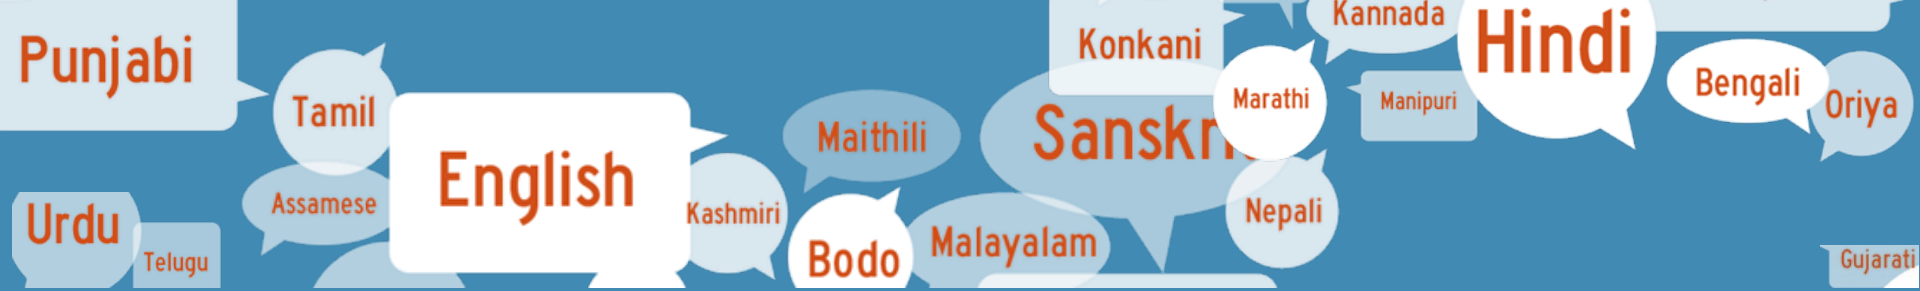 Punjabi
Tamil
English
Assamese
Urdu
Telugu
Kashmiri
Maithili
Bodo
Malayalam
Konkani
Sanskri
Marathi
Nepali
Kannada
Manipuri
Hindi
Bengali
Oriya
Gujarati